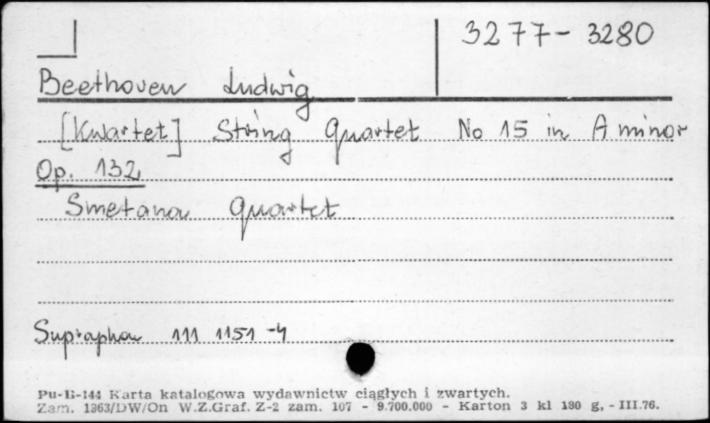 3277-3280
Beethoven Ludwig
[Kwartet] String Quartet No 15 in A minor
Op. 132
Smetana Quartet
Supraphon 111 1151-4
Pu-B-144 Karta katalogowa wydawnictw ciągłych i zwartych.
Zam. 1363/DW/On W.Z.Graf. Z-2 zam. 107 - 9.700.000 - Karton 3 kl 180 g, - III.76.